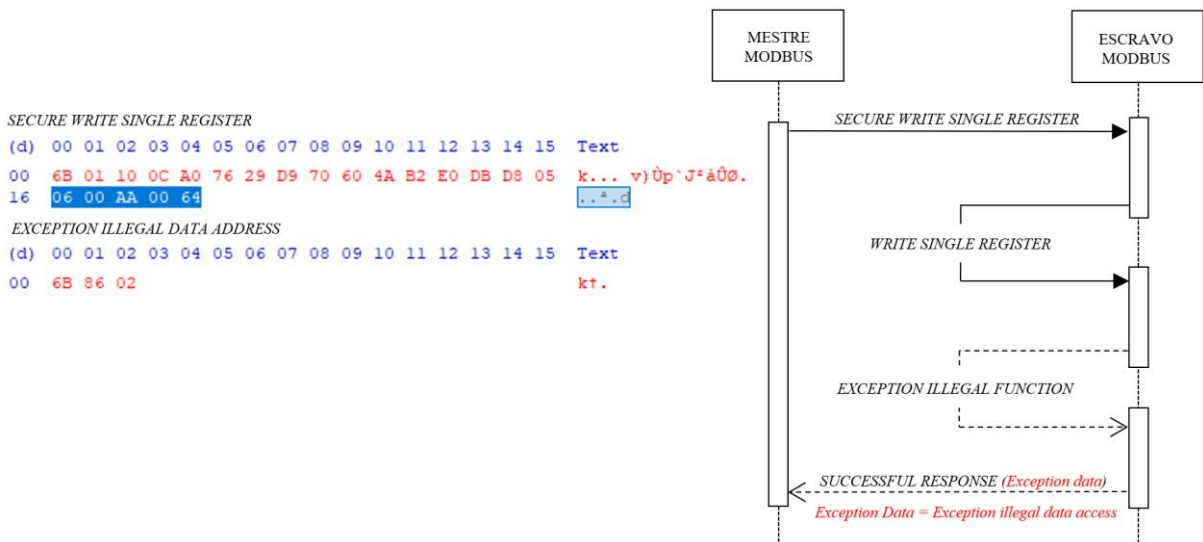 SECURE WRITE SINGLE REGISTER
(d) 00 01 02 03 04 05 06 07 08 09 10 11 12 13 14 15 Text
00 6B 01 10 0C A0 76 29 D9 70 60 4A B2 E0 DB D8 05 k... v)Ùp`J²àÛØ.
16 06 00 AA 00 64 ..ª.d
EXCEPTION ILLEGAL DATA ADDRESS
(d) 00 01 02 03 04 05 06 07 08 09 10 11 12 13 14 15 Text
00 6B 86 02 k†.
MESTRE
MODBUS
ESCRAVO
MODBUS
SECURE WRITE SINGLE REGISTER
WRITE SINGLE REGISTER
EXCEPTION ILLEGAL FUNCTION
SUCCESSFUL RESPONSE (Exception data)
Exception Data = Exception illegal data access